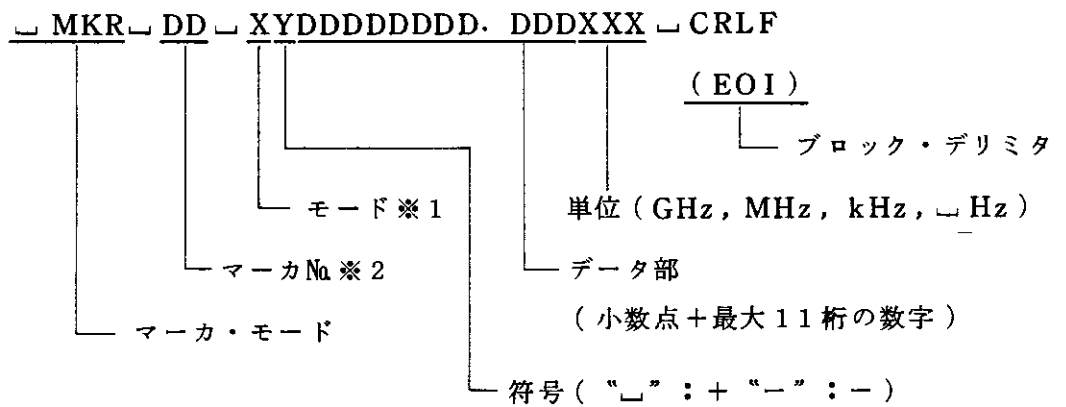 ␣ MKR␣ DD ␣ XYDDDDDDDD. DDDXXX ␣ CRLF
(EOI)
ブロック・デリミタ
モード※1
単位(GHz, MHz, kHz, ␣ Hz)
マーカ№※2
データ部
(小数点+最大11桁の数字)
マーカ・モード
符号( “␣” : + “−” : − )